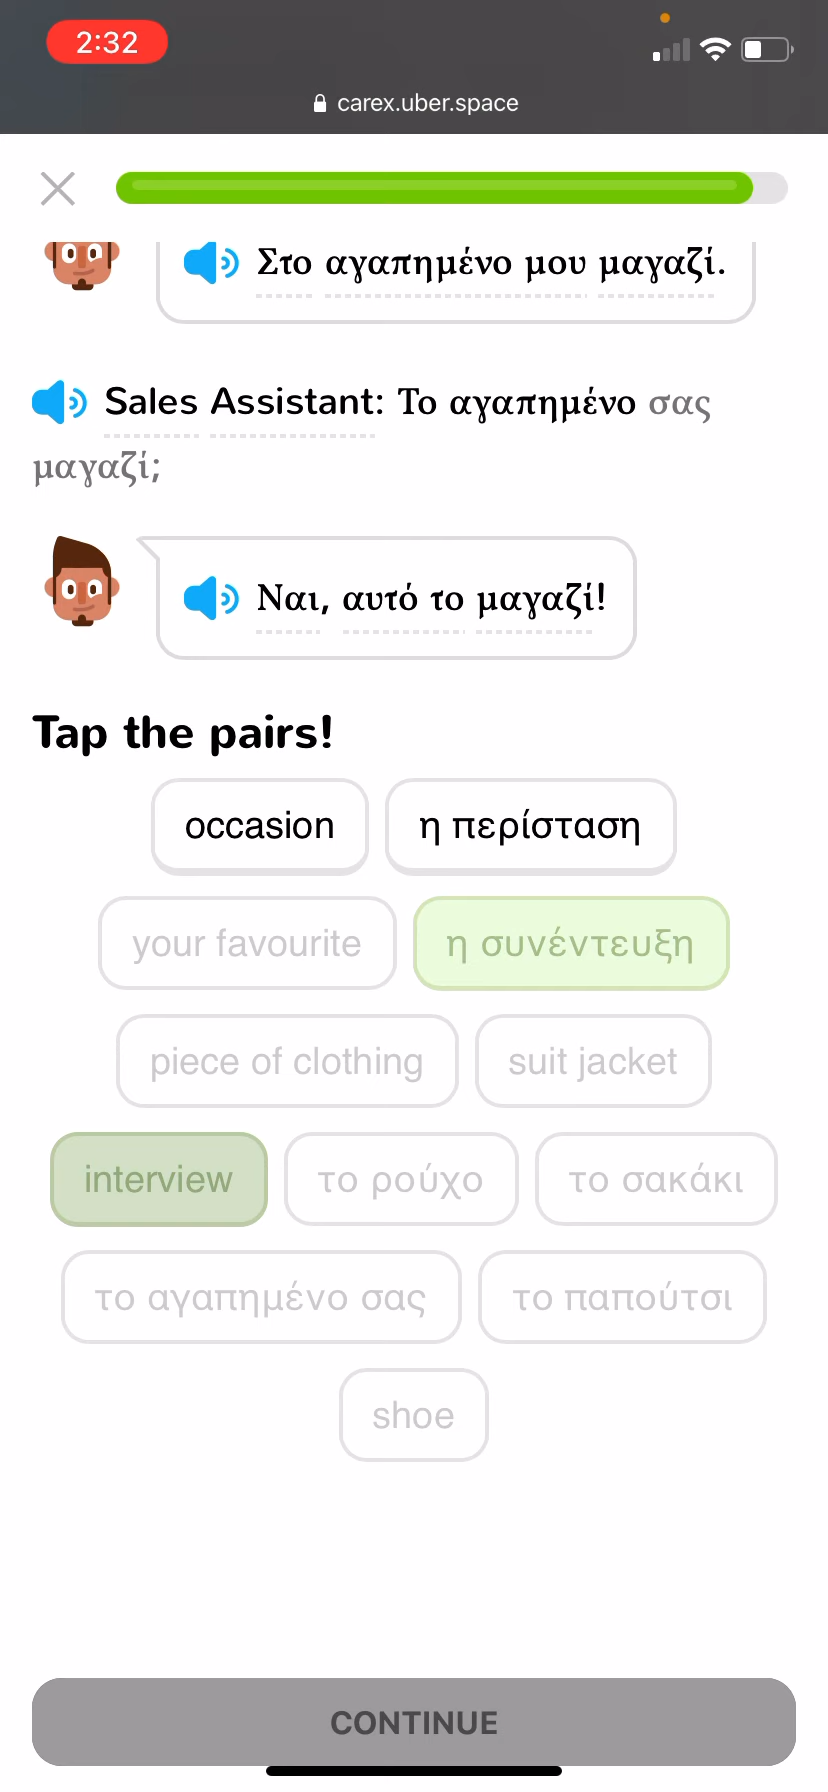 2:32
carex.uber.space
Στο αγαπημένο μου μαγαζί.
Sales Assistant: Το αγαπημένο σας
μαγαζί;
Ναι, αυτό το μαγαζί!
Tap the pairs!
occasion
η περίσταση
your favourite
η συνέντευξη
piece of clothing
suit jacket
interview
το ρούχο
το σακάκι
το αγαπημένο σας
το παπούτσι
shoe
CONTINUE